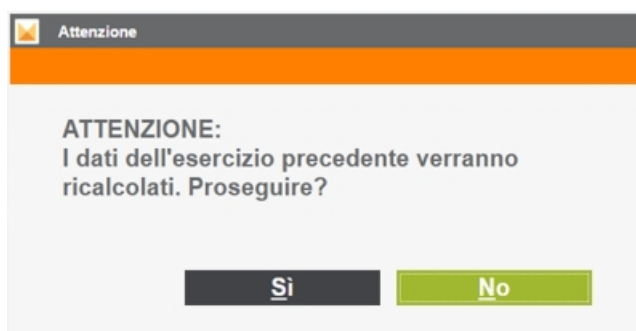 Attenzione
ATTENZIONE:
I dati dell'esercizio precedente verranno
ricalcolati. Proseguire?
Sì
No